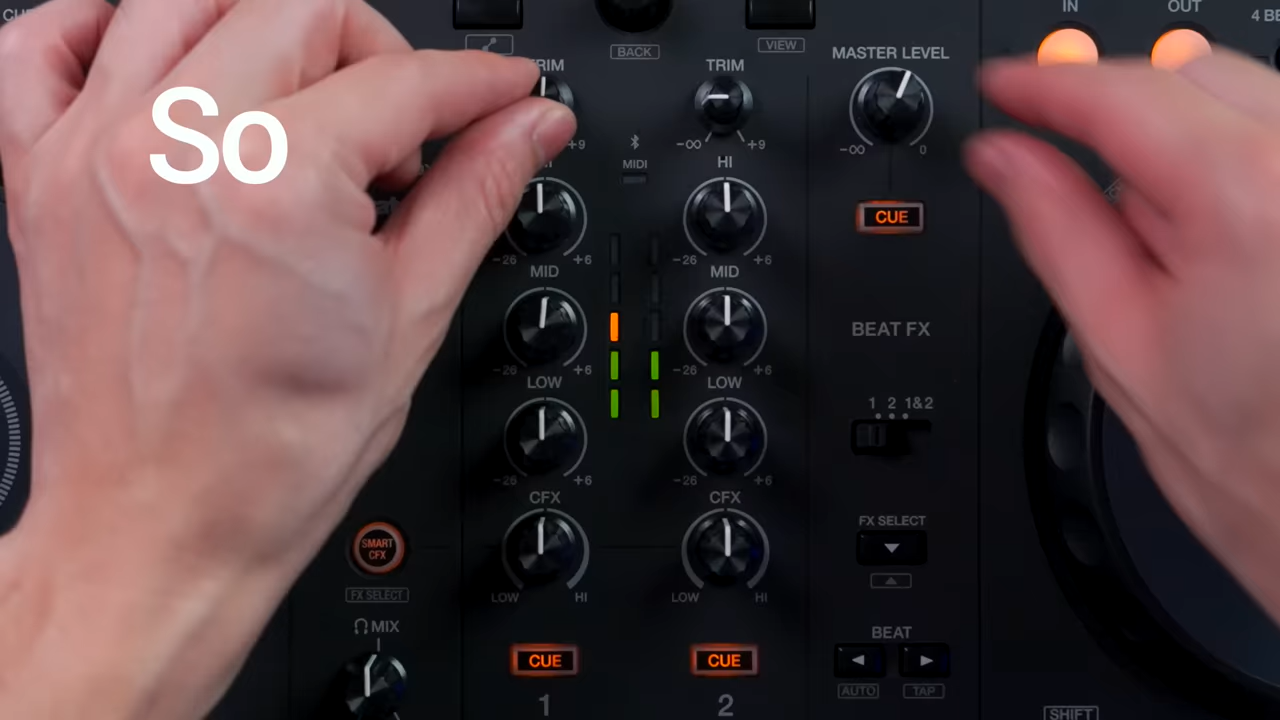 So
IN
OUT
4 BE
BACK
VIEW
TRIM
MASTER LEVEL
+9
-∞ +9
-∞ 0
MIDI
HI
CUE
-26 +6
-26 +6
MID
MID
BEAT FX
-26 +6
-26 +6
LOW
LOW
1 2 1&2
-26 +6
-26 +6
CFX
CFX
FX SELECT
SMART
CFX
FX SELECT
LOW HI
LOW HI
MIX
BEAT
CUE
CUE
AUTO
TAP
1
2
SHIFT